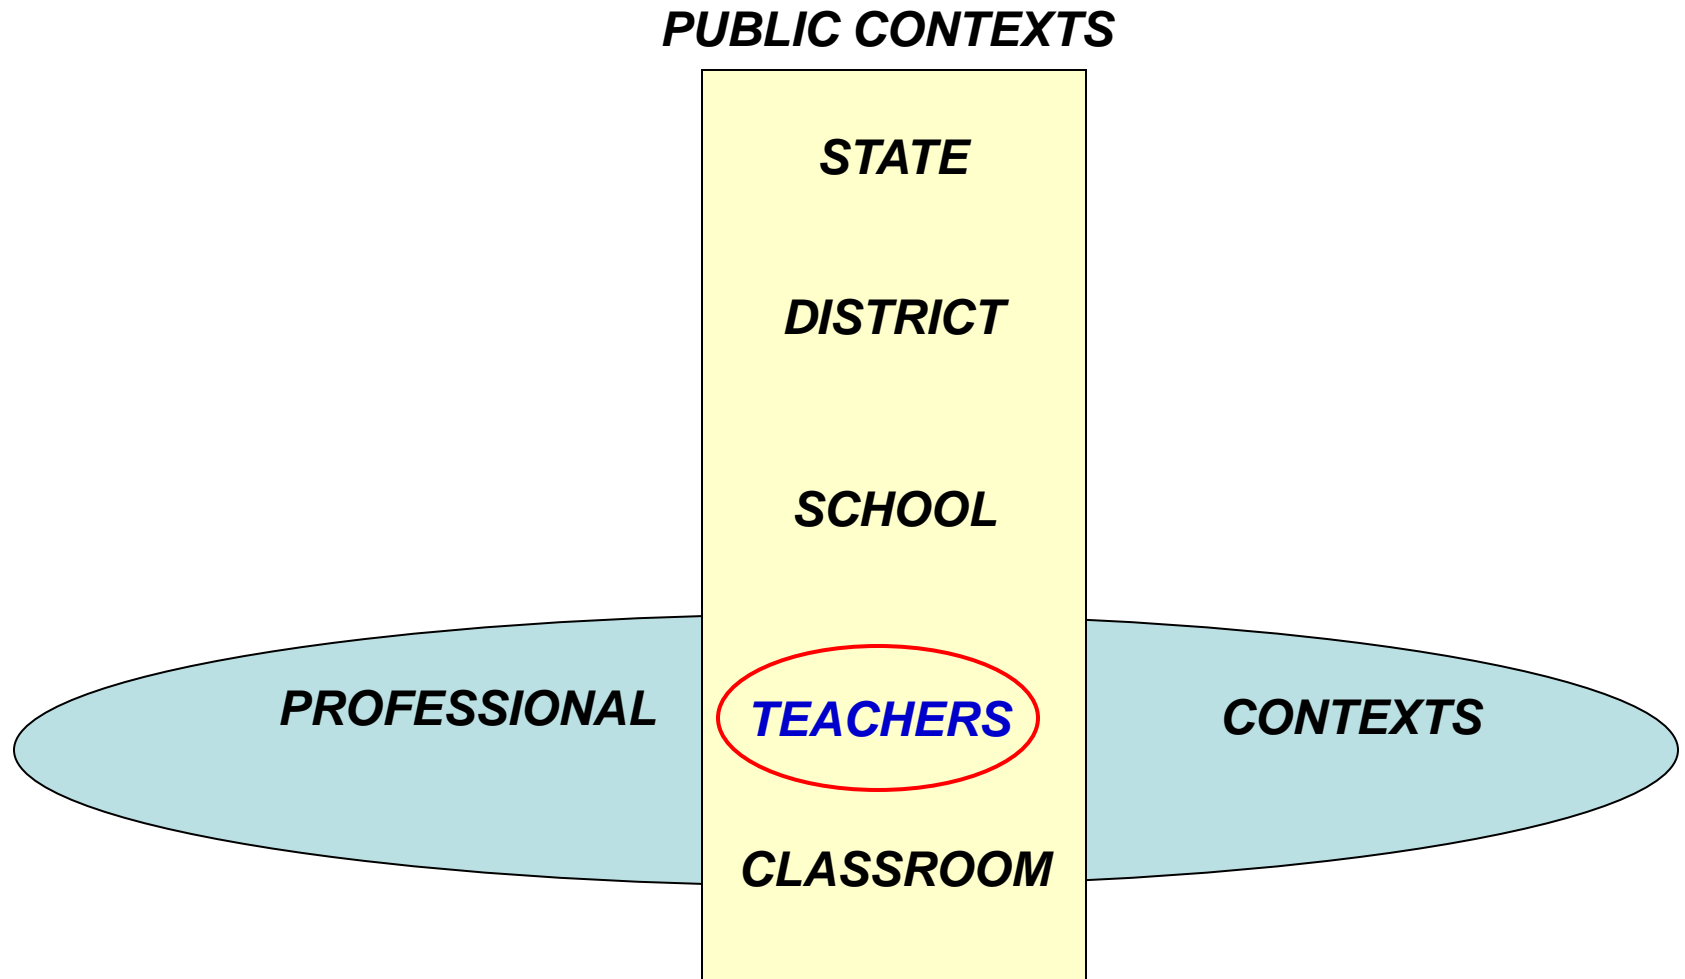 PUBLIC CONTEXTS
STATE
DISTRICT
SCHOOL
PROFESSIONAL TEACHERS CONTEXTS
CLASSROOM